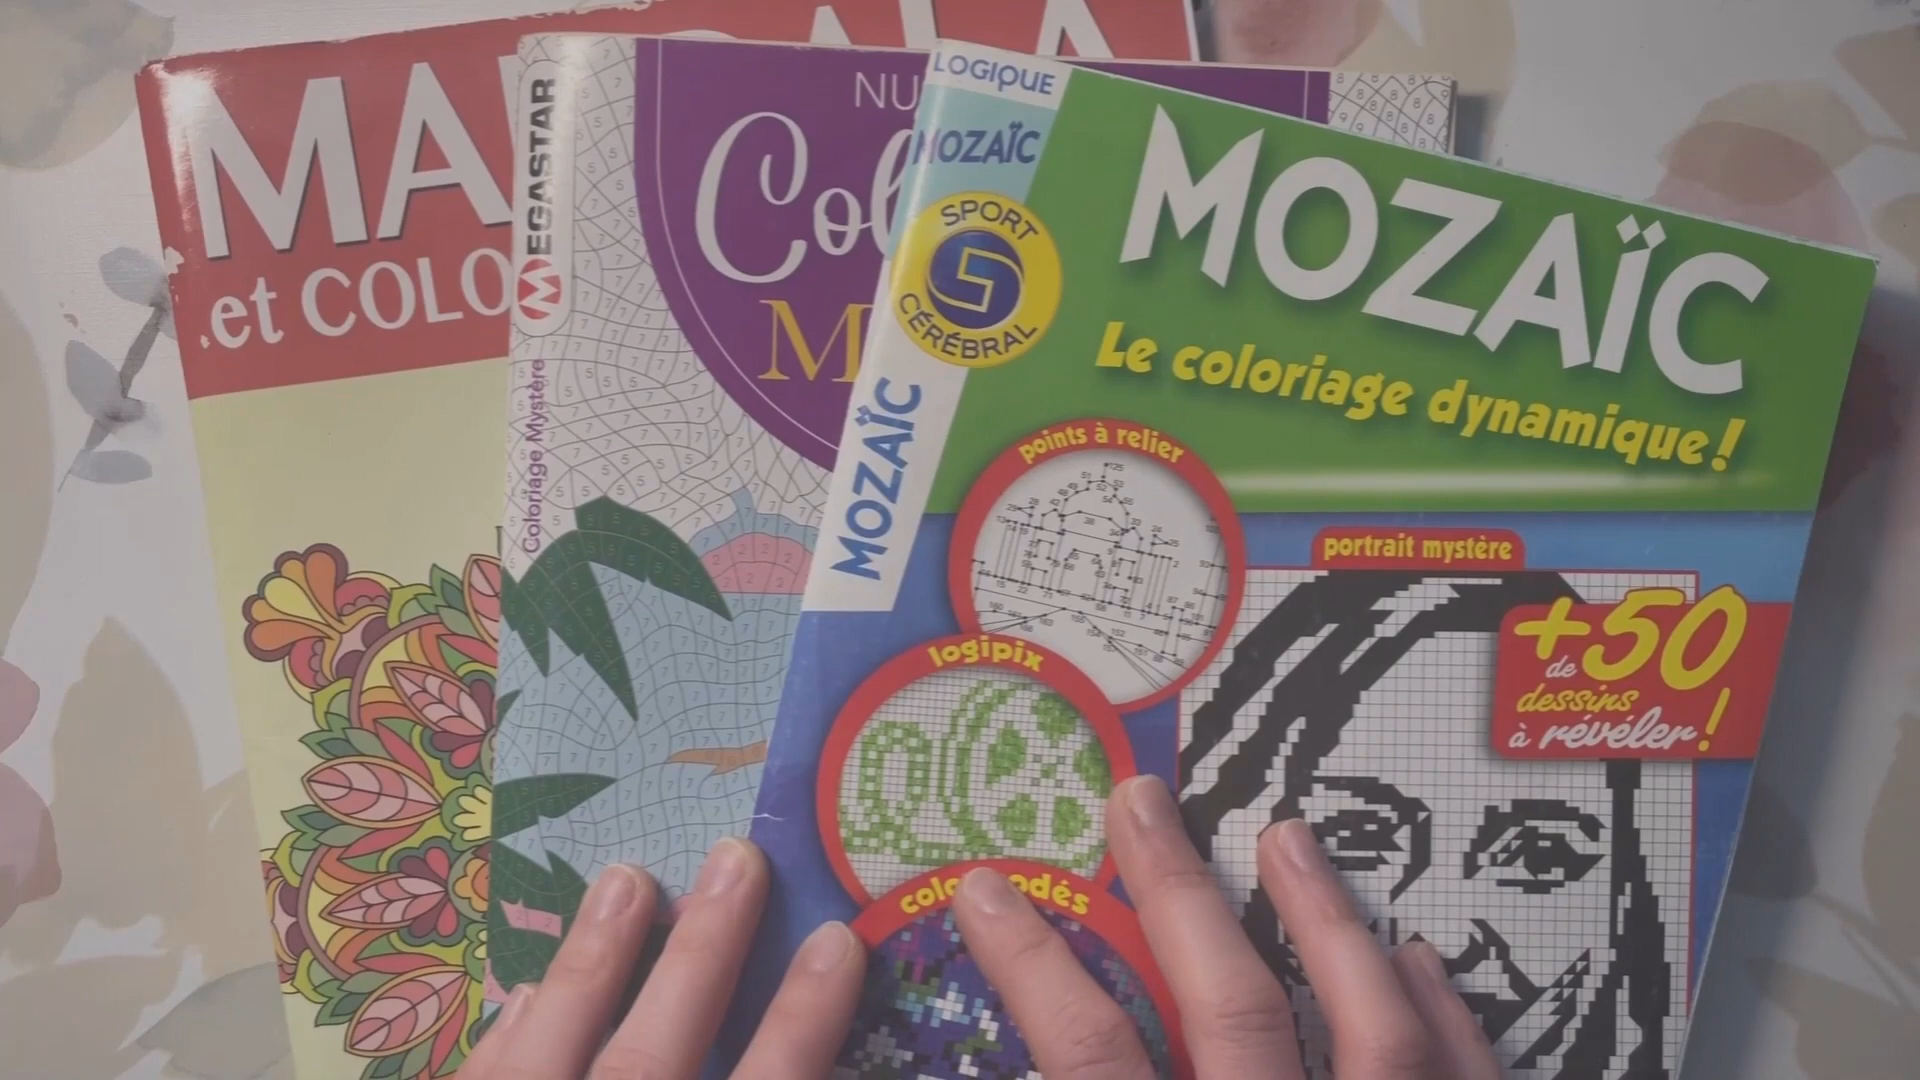 MA
et COLO
MEGASTAR
Coloriage Mystère
NU
Col
M
LOGIQUE
MOZAÏC
SPORT
CÉRÉBRAL
MOZAÏC
MOZAÏC
Le coloriage dynamique !
points à relier
portrait mystère
+ de 50
dessins
à révéler !
logipix